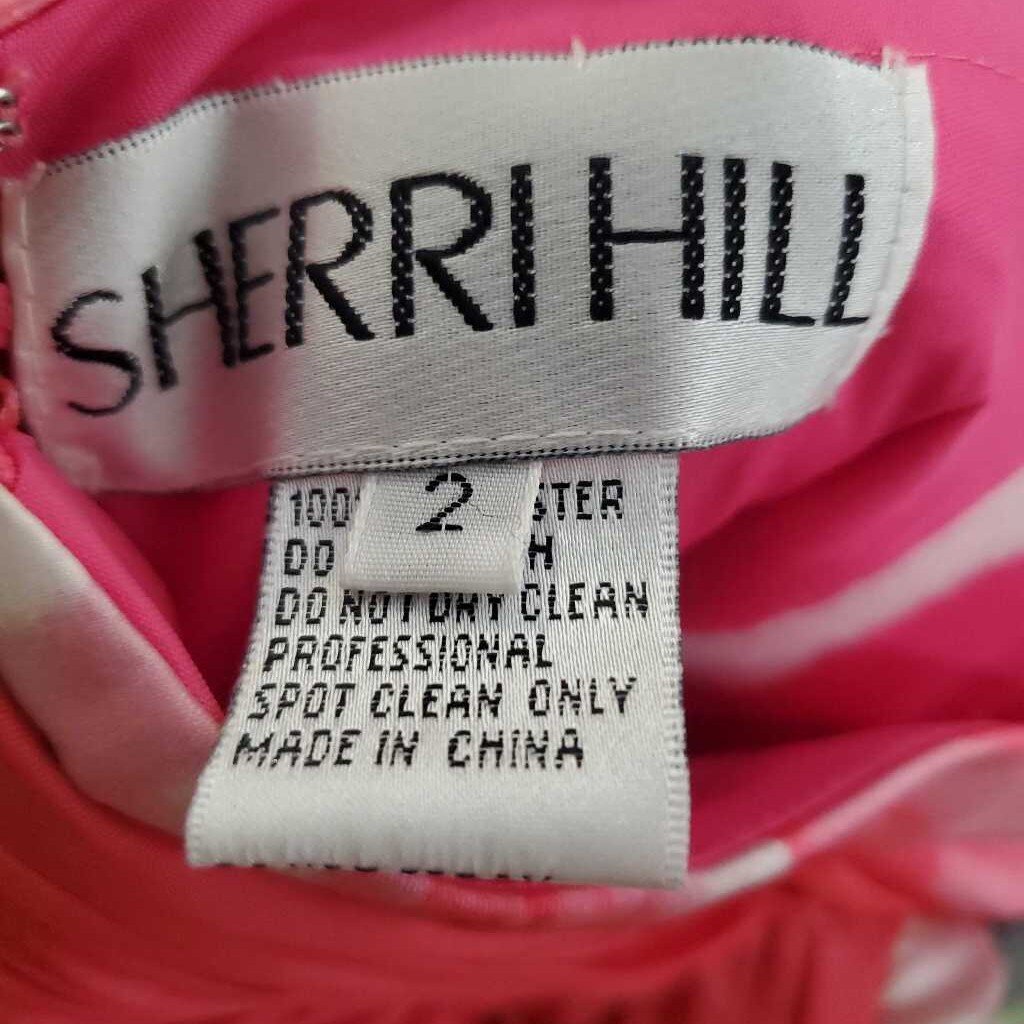 SHERRI HILL
2
100 STER
DO H
DO NOT DRY CLEAN
PROFESSIONAL
SPOT CLEAN ONLY
MADE IN CHINA